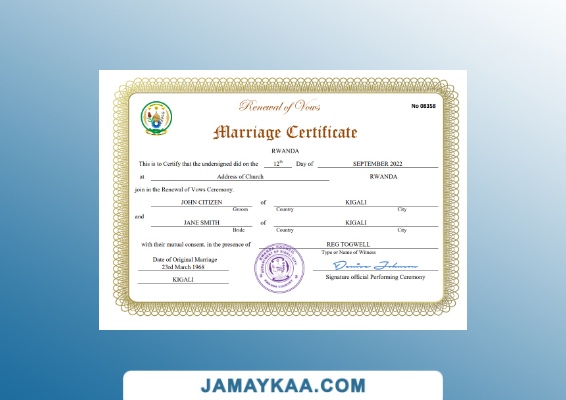 Renewal of Vows
No 08358
Marriage Certificate
RWANDA
This is to Certify that the undersigned did on the 12th Day of SEPTEMBER 2022
at Address of Church RWANDA
join in the Renewal of Vows Ceremony.
JOHN CITIZEN of KIGALI
Groom Country City
and
JANE SMITH of KIGALI
Bride Country City
with their mutual consent. in the presence of REG TOGWELL
Type or Name of Witness
Date of Original Marriage
23rd March 1968
Signature official Performing Ceremony
KIGALI
JAMAYKAA.COM